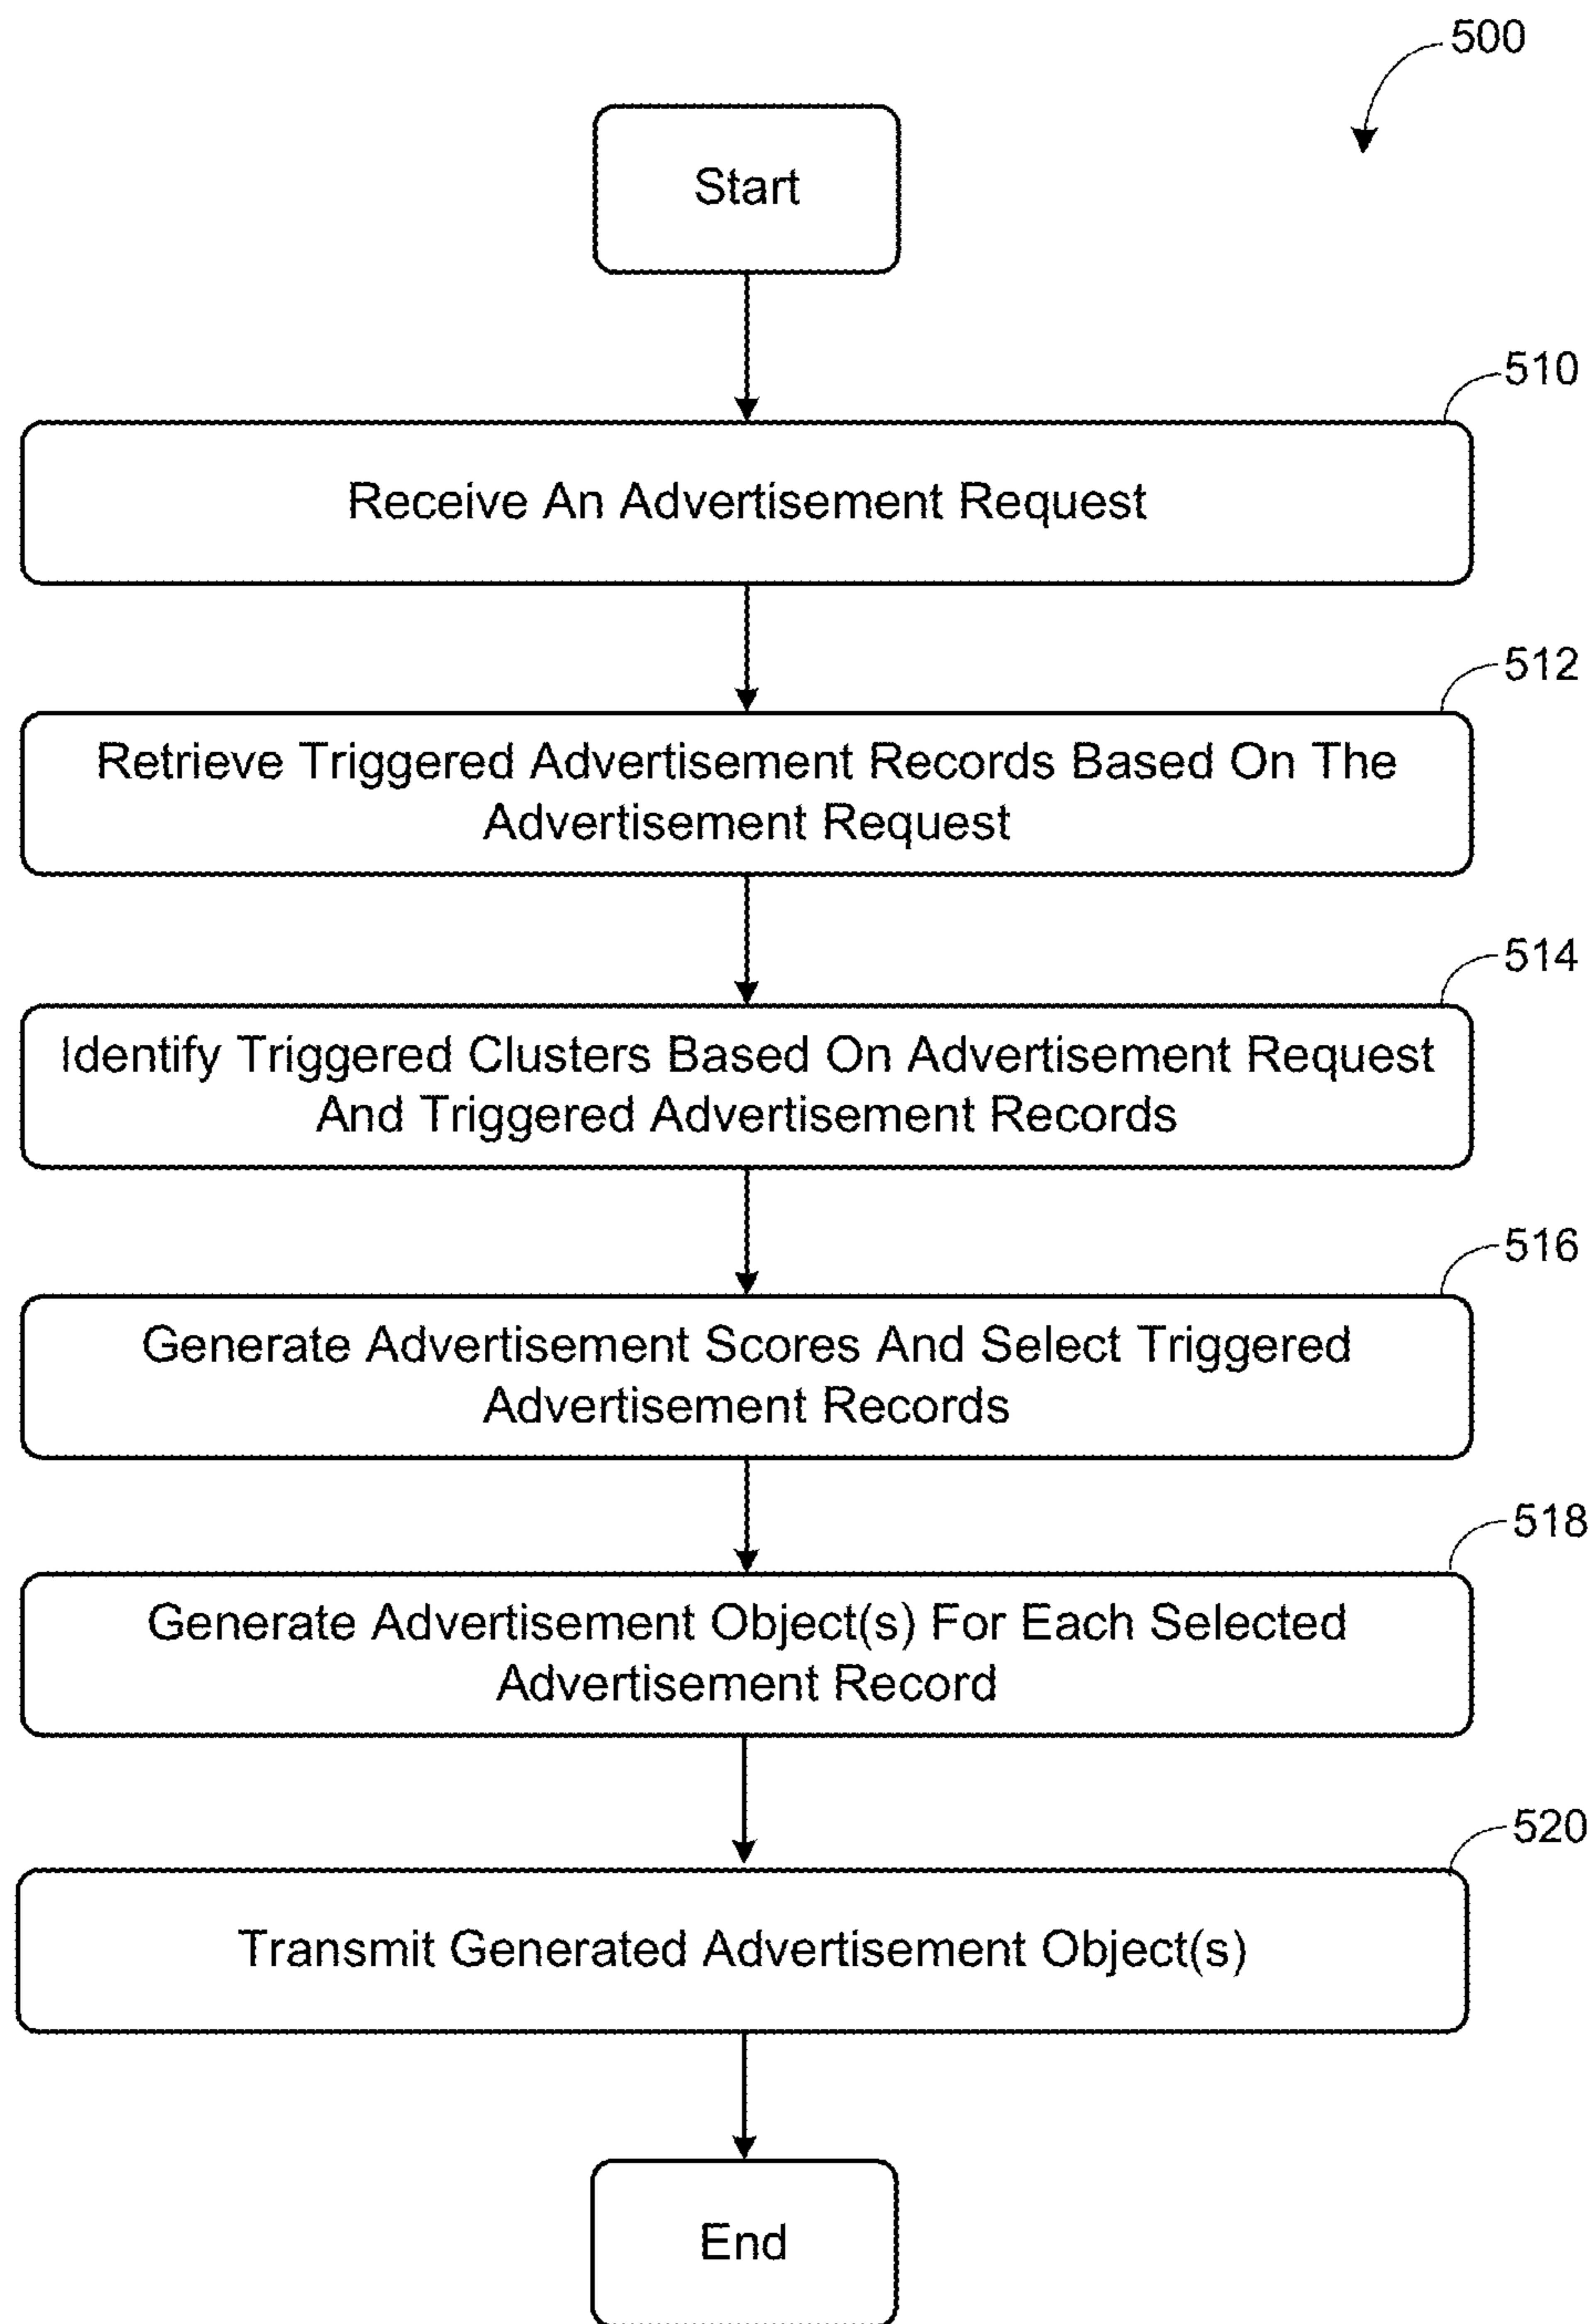 500
Start
510
Receive An Advertisement Request
512
Retrieve Triggered Advertisement Records Based On The
Advertisement Request
514
Identify Triggered Clusters Based On Advertisement Request
And Triggered Advertisement Records
516
Generate Advertisement Scores And Select Triggered
Advertisement Records
518
Generate Advertisement Object(s) For Each Selected
Advertisement Record
520
Transmit Generated Advertisement Object(s)
End